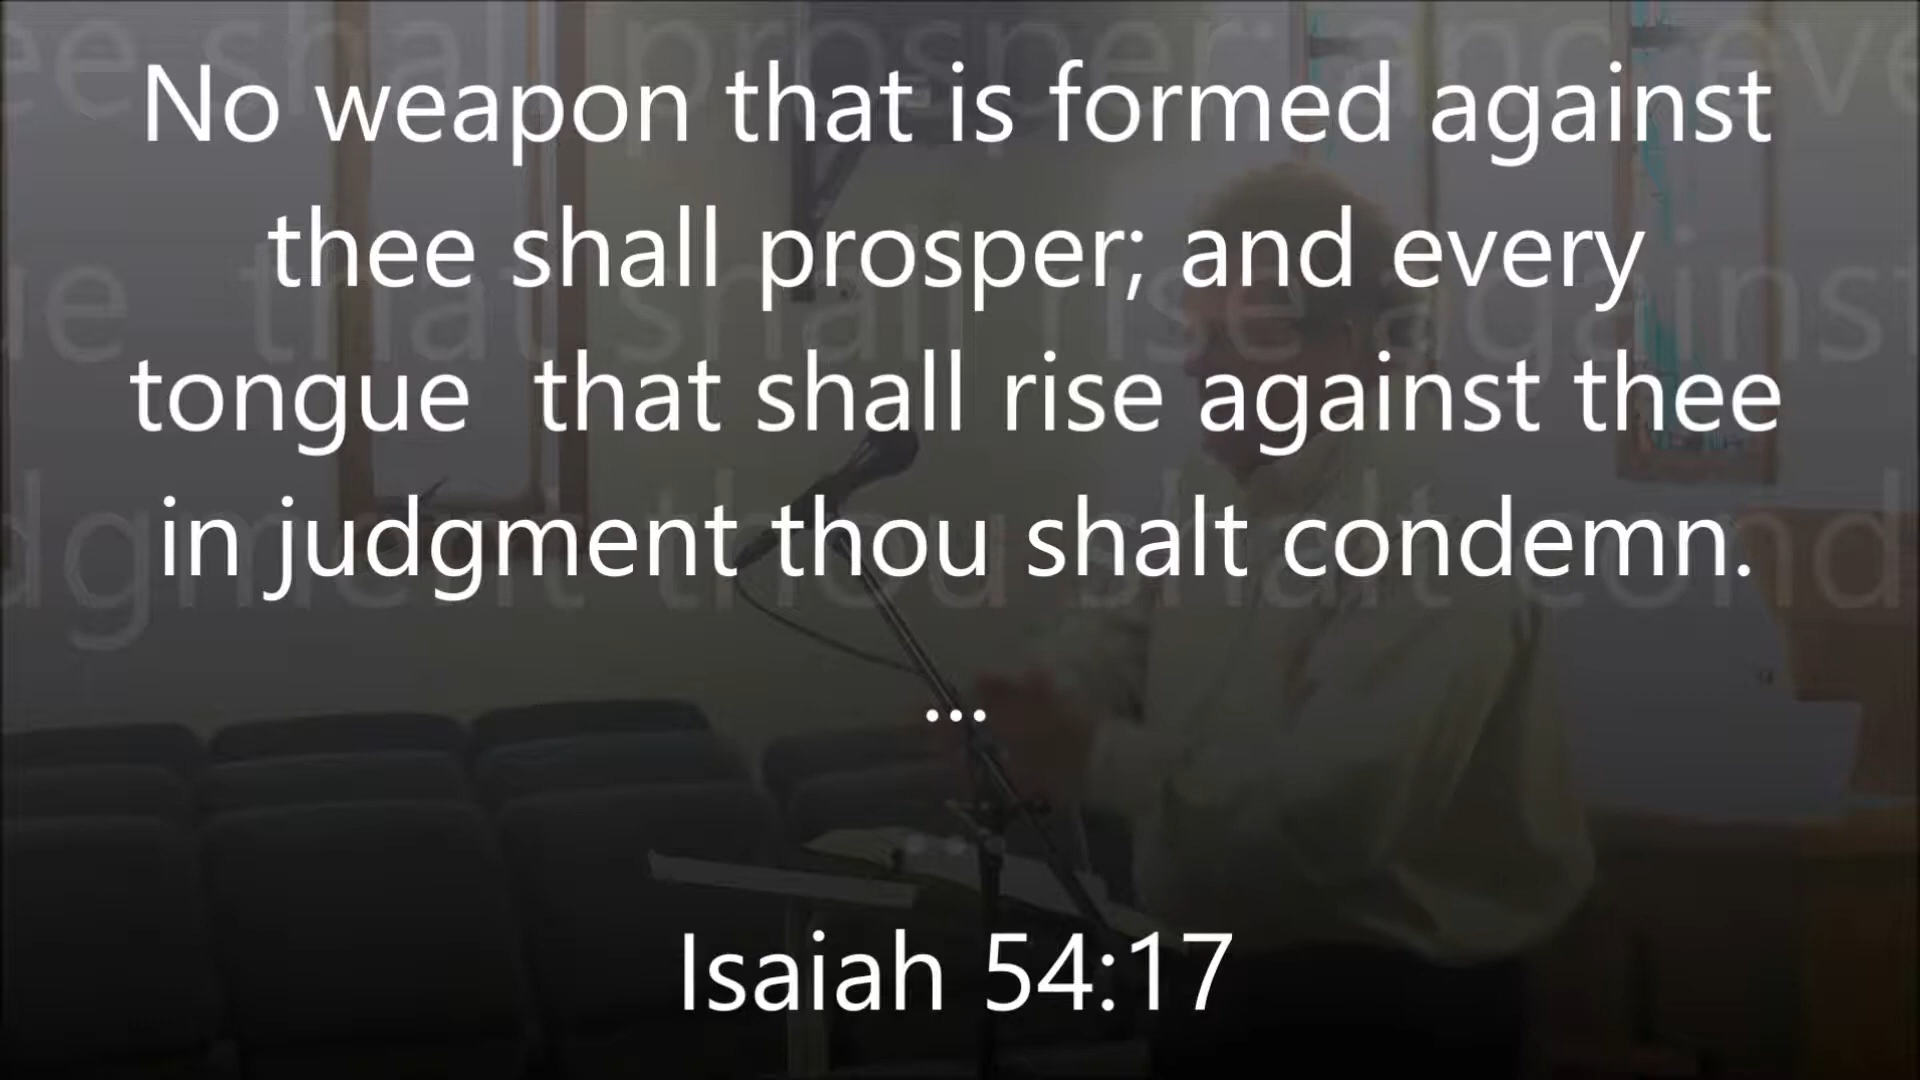 No weapon that is formed against
thee shall prosper; and every
tongue  that shall rise against thee
in judgment thou shalt condemn.
...
Isaiah 54:17